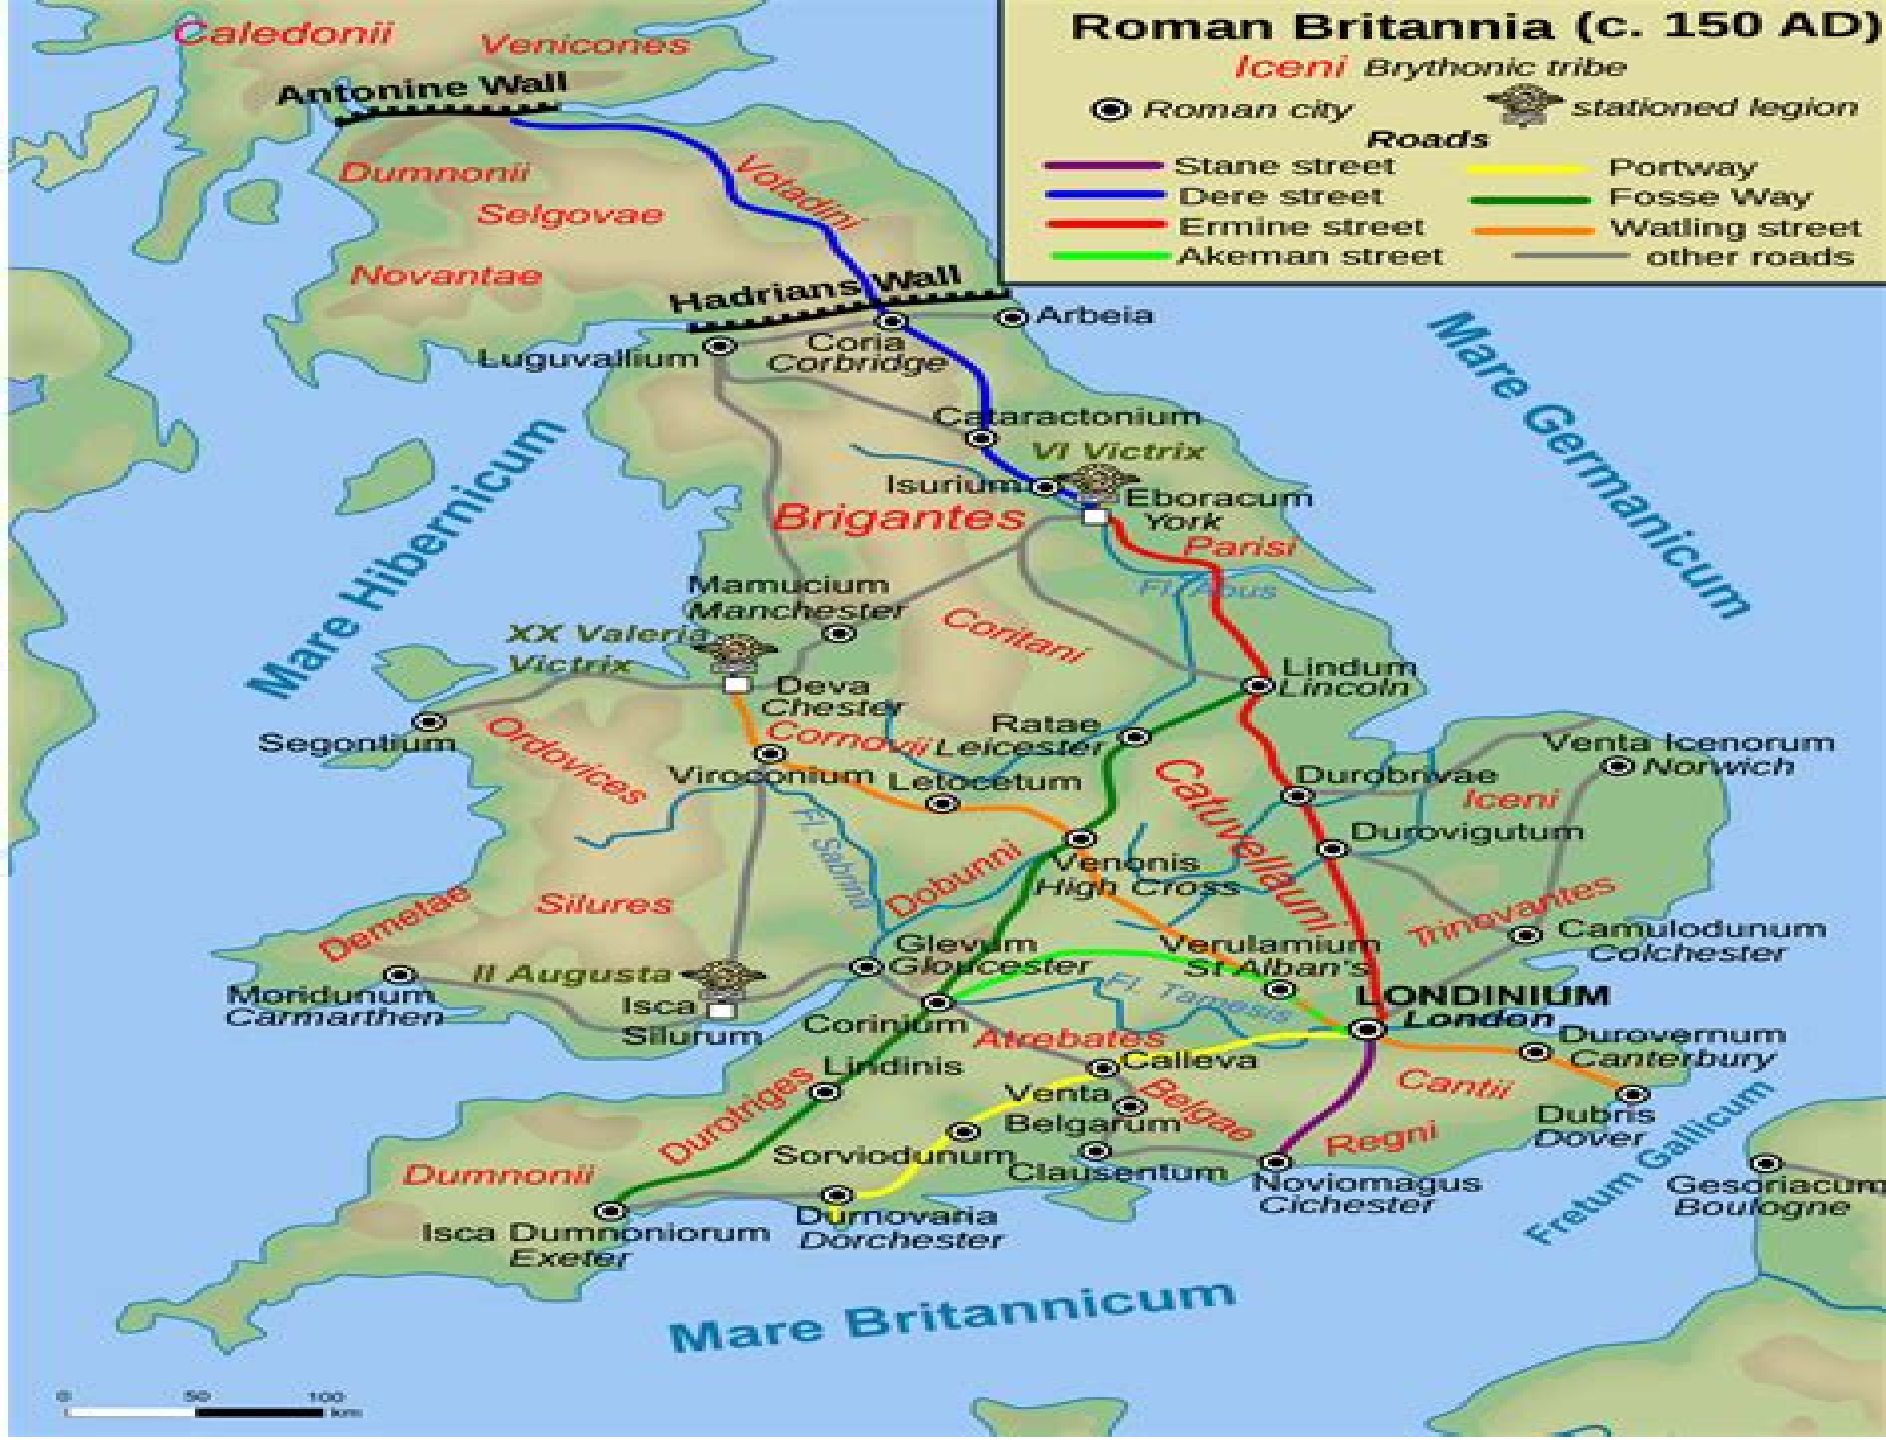 Roman Britannia (c. 150 AD)
Iceni Brythonic tribe
Roman city
stationed legion
Roads
Stane street
Portway
Dere street
Fosse Way
Ermine street
Watling street
Akeman street
other roads
Caledonii
Venicones
Antonine Wall
Dumnonii
Votadini
Selgovae
Novantae
Hadrians Wall
Arbeia
Luguvallium
Coria
Corbridge
Mare Germanicum
Mare Hibernicum
Cataractonium
VI Victrix
Isurium
Eboracum
York
Brigantes
Parisi
Fl. Abus
Mamucium
Manchester
Coritani
XX Valeria
Victrix
Deva
Chester
Lindum
Lincoln
Segontium
Ordovices
Cornovii
Ratae
Leicester
Viroconium
Letocetum
Catuvellauni
Durobrivae
Venta Icenorum
Norwich
Iceni
Durovigutum
Fl. Sabrina
Venonis
High Cross
Dobunni
Demetae
Silures
Trinovantes
Camulodunum
Colchester
Glevum
Gloucester
Verulamium
St Alban's
II Augusta
Moridunum
Carmarthen
Isca
Silurum
Fl. Tamesis
LONDINIUM
London
Corinium
Atrebates
Calleva
Durovernum
Canterbury
Lindinis
Durotriges
Venta
Belgarum
Belgae
Cantii
Dubris
Dover
Regni
Sorviodunum
Clausentum
Dumnonii
Noviomagus
Cichester
Fretum Gallicum
Gesoriacum
Boulogne
Isca Dumnoniorum
Exeter
Durnovaria
Dorchester
Mare Britannicum
0 50 100
km